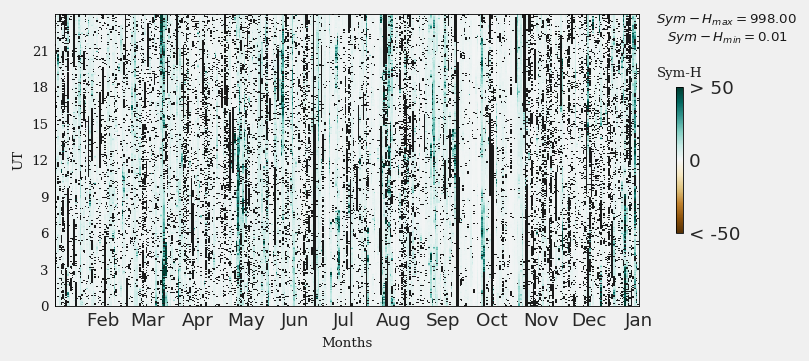 Sym−H_max=998.00
Sym−H_min=0.01
Sym-H
> 50
0
< -50
21
18
15
12
9
6
3
0
UT
Feb Mar Apr May Jun Jul Aug Sep Oct Nov Dec Jan
Months